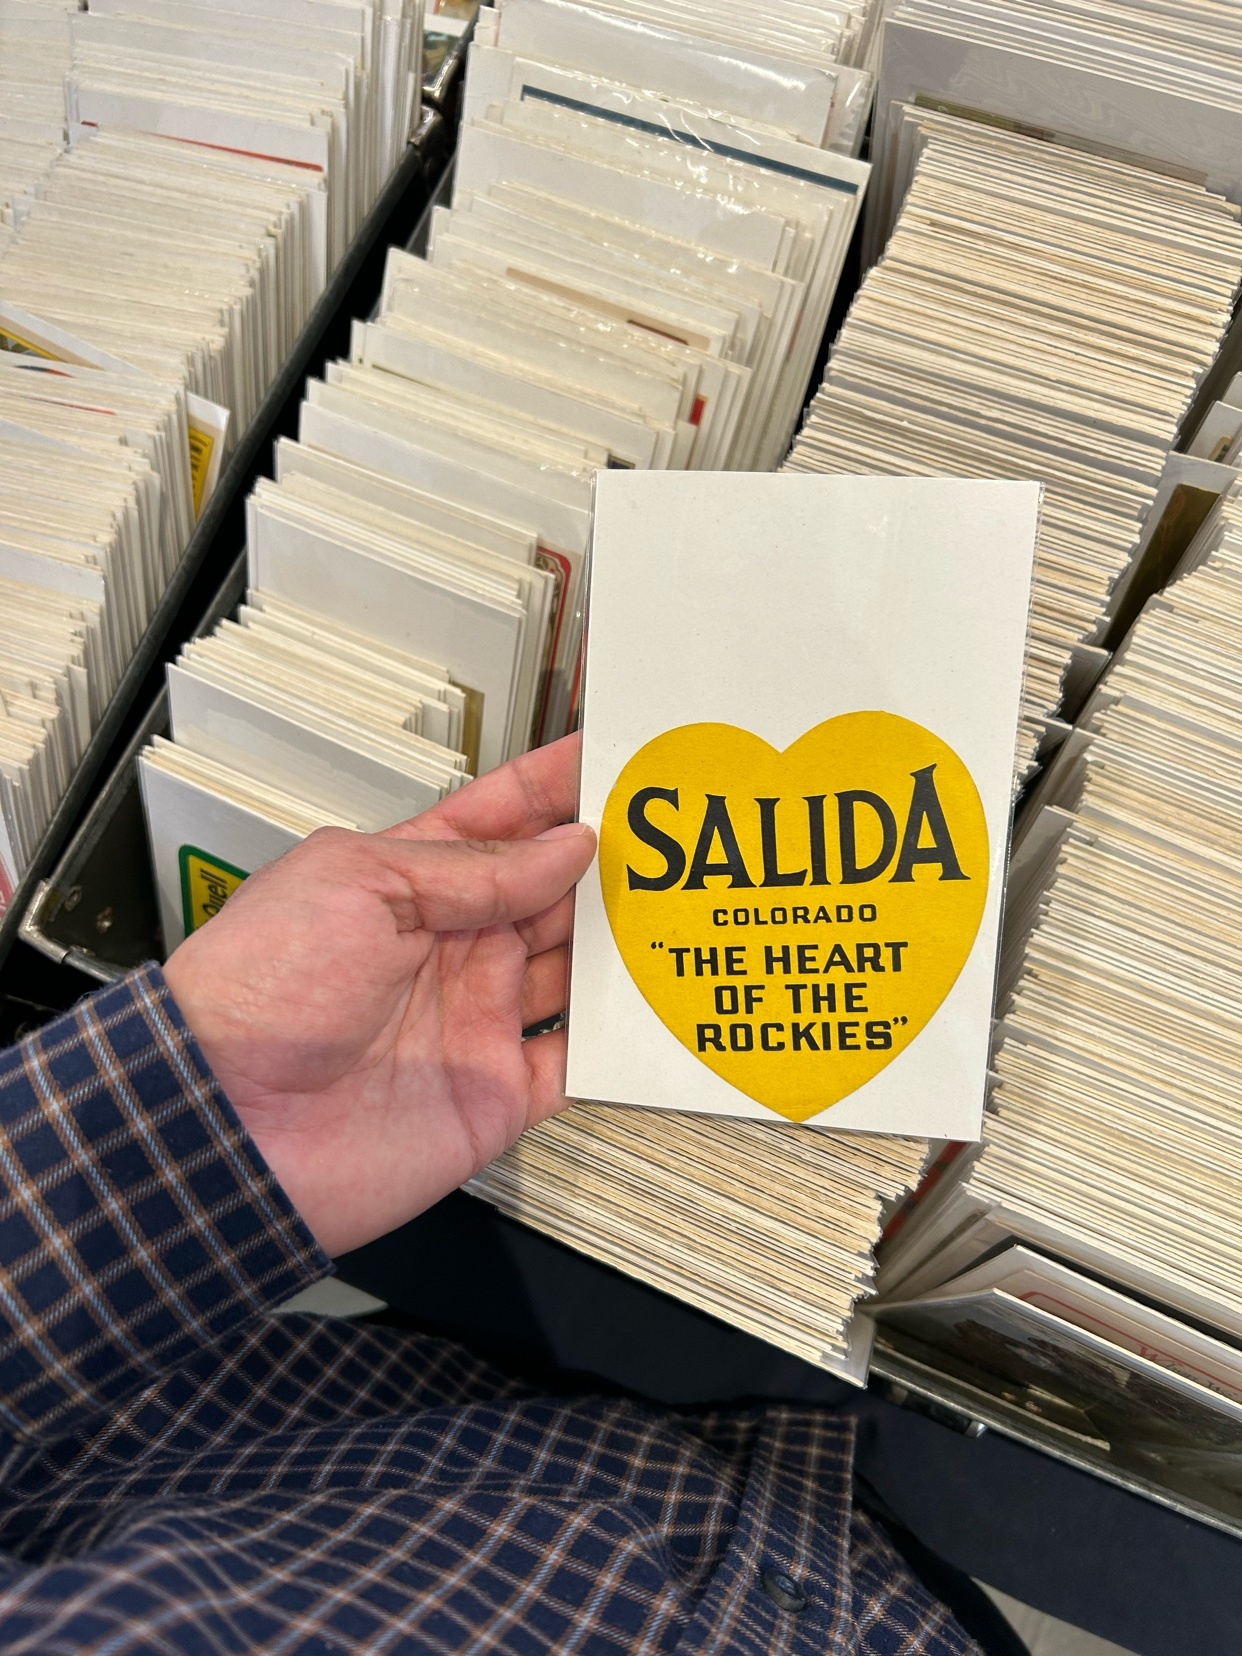 SALIDA
COLORADO
“THE HEART
OF THE
ROCKIES”